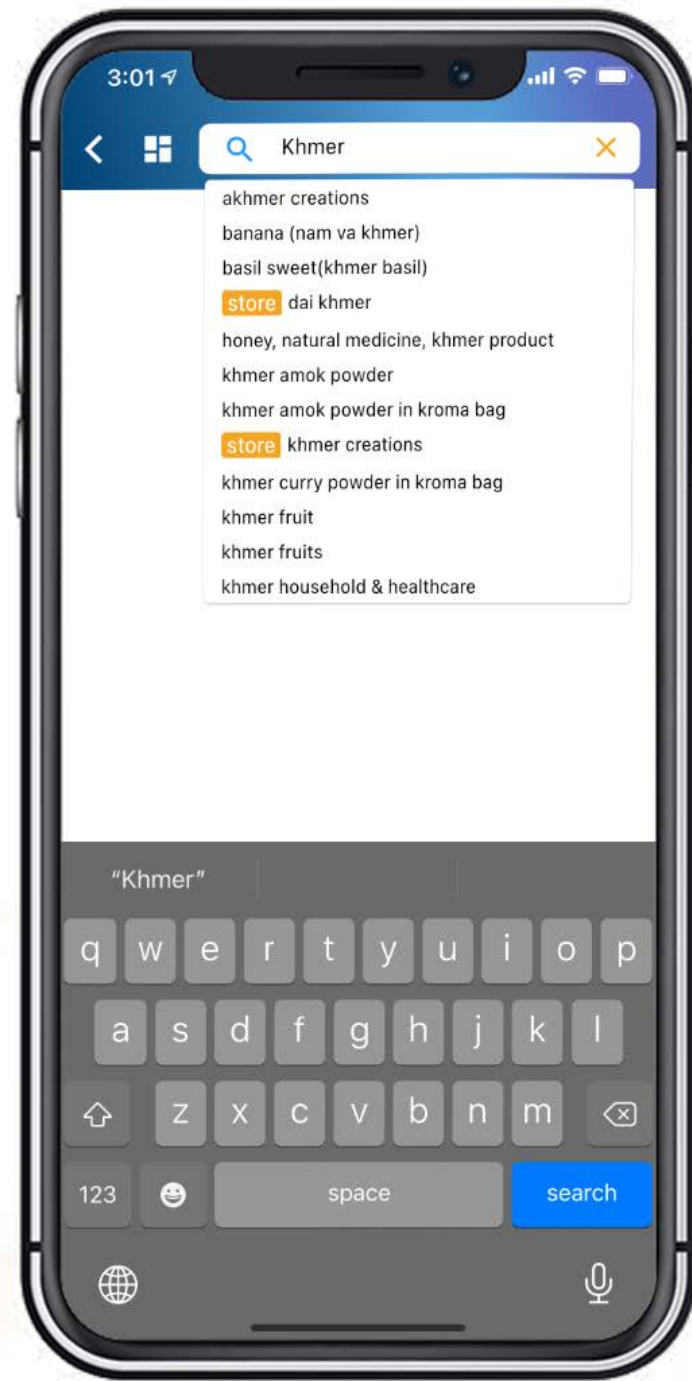 3:01
Khmer
akhmer creations
banana (nam va khmer)
basil sweet(khmer basil)
store dai khmer
honey, natural medicine, khmer product
khmer amok powder
khmer amok powder in kroma bag
store khmer creations
khmer curry powder in kroma bag
khmer fruit
khmer fruits
khmer household & healthcare
“Khmer”
q w e r t y u i o p
a s d f g h j k l
z x c v b n m
123 space search